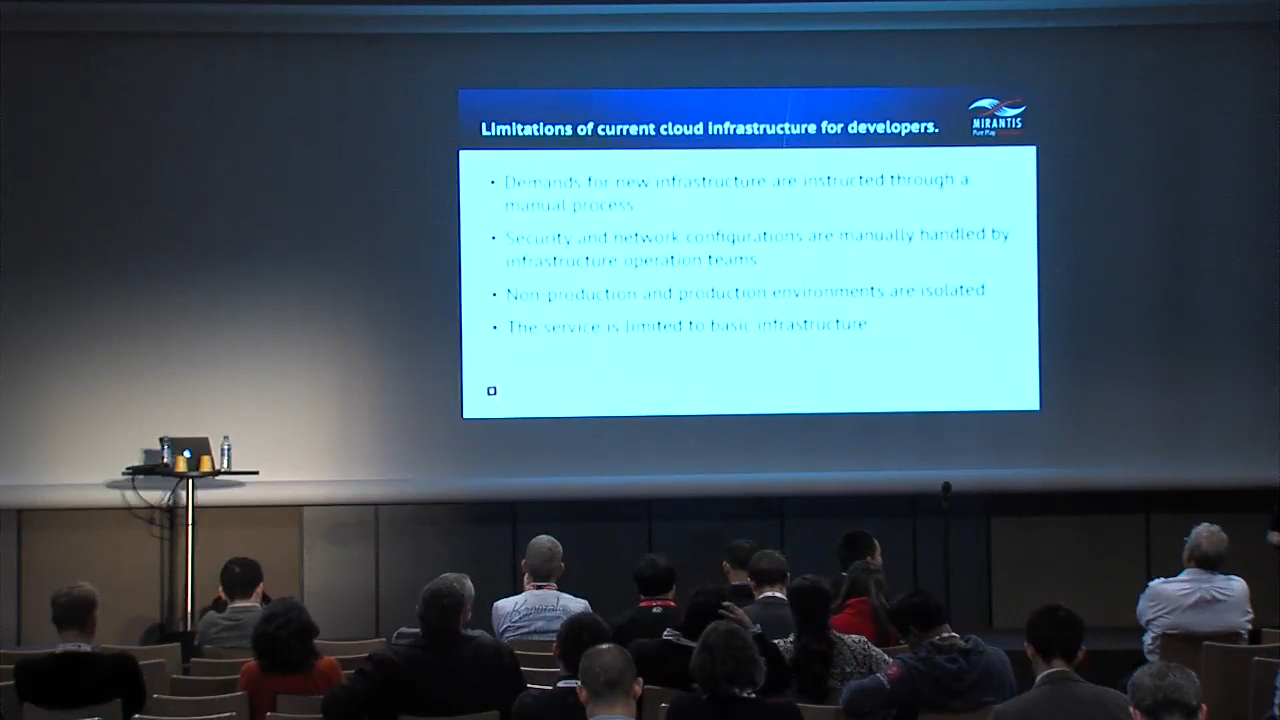 Limitations of current cloud infrastructure for developers.
MIRANTIS
Pure Play
• Demands for new infrastructure are instructed through a
manual process
• Security and network configurations are manually handled by
infrastructure operation teams
• Non-production and production environments are isolated
• The service is limited to basic infrastructure